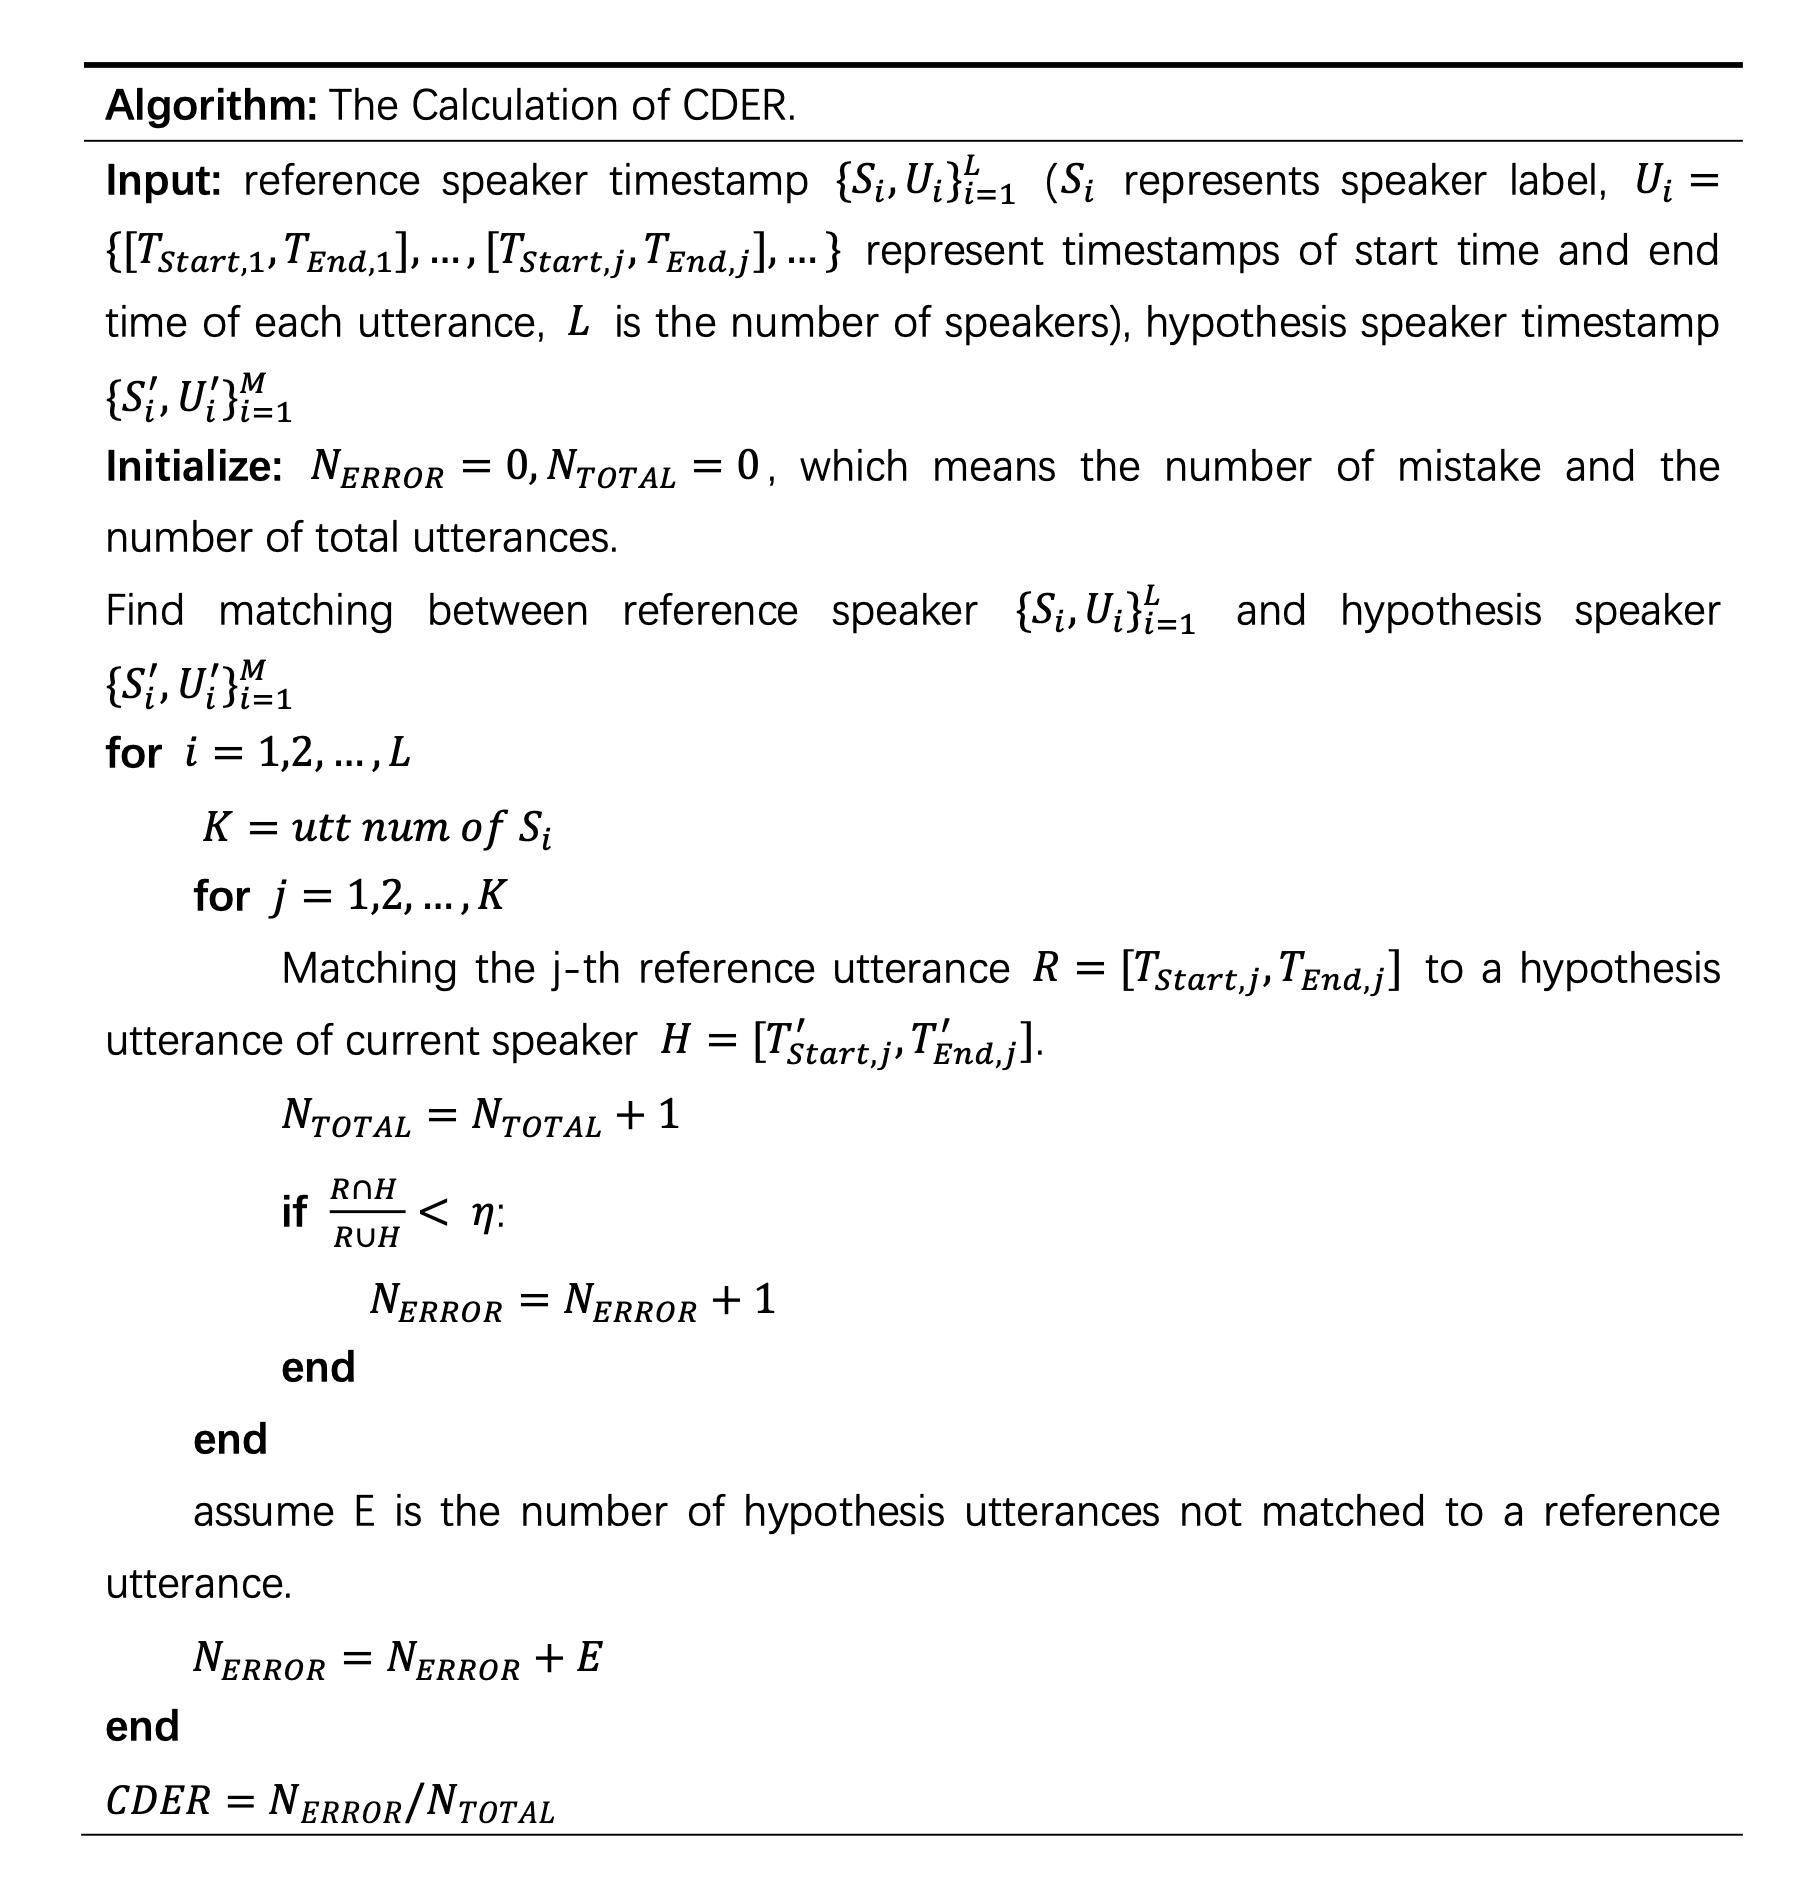 Algorithm: The Calculation of CDER.
Input: reference speaker timestamp $\{S_i, U_i\}_{i=1}^{L}$ ($S_i$ represents speaker label, $U_i =$
$\{[T_{Start,1}, T_{End,1}], \ldots, [T_{Start,j}, T_{End,j}], \ldots\}$ represent timestamps of start time and end
time of each utterance, $L$ is the number of speakers), hypothesis speaker timestamp
$\{S_i', U_i'\}_{i=1}^{M}$
Initialize: $N_{ERROR} = 0, N_{TOTAL} = 0$, which means the number of mistake and the
number of total utterances.
Find matching between reference speaker $\{S_i, U_i\}_{i=1}^{L}$ and hypothesis speaker
$\{S_i', U_i'\}_{i=1}^{M}$
for $i = 1,2, \ldots, L$
$K = utt\ num\ of\ S_i$
for $j = 1,2, \ldots, K$
Matching the j-th reference utterance $R = [T_{Start,j}, T_{End,j}]$ to a hypothesis
utterance of current speaker $H = [T'_{Start,j}, T'_{End,j}]$.
$N_{TOTAL} = N_{TOTAL} + 1$
if $\frac{R \cap H}{R \cup H} < \eta$:
$N_{ERROR} = N_{ERROR} + 1$
end
end
assume E is the number of hypothesis utterances not matched to a reference
utterance.
$N_{ERROR} = N_{ERROR} + E$
end
$CDER = N_{ERROR}/N_{TOTAL}$